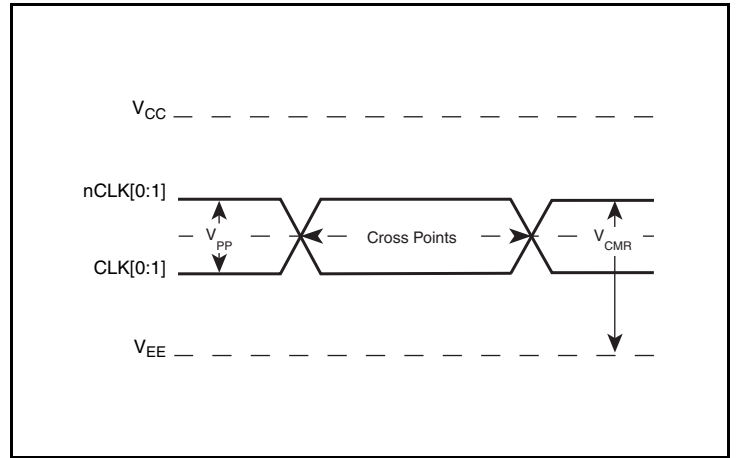 VCC
nCLK[0:1]
VPP
Cross Points
VCMR
CLK[0:1]
VEE